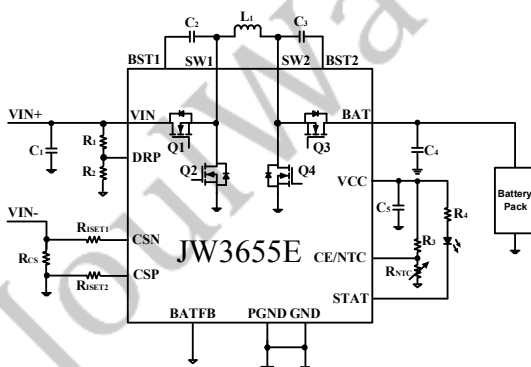 C2
L1
C3
BST1
SW1
SW2
BST2
VIN+
VIN
BAT
C1
R1
Q1
Q3
DRP
R2
Q2
Q4
C4
VCC
VIN-
C5
R4
Battery
Pack
RISET1
CSN
JW3655E
R3
RCS
CE/NTC
RISET2
CSP
RNTC
STAT
BATFB
PGND
GND